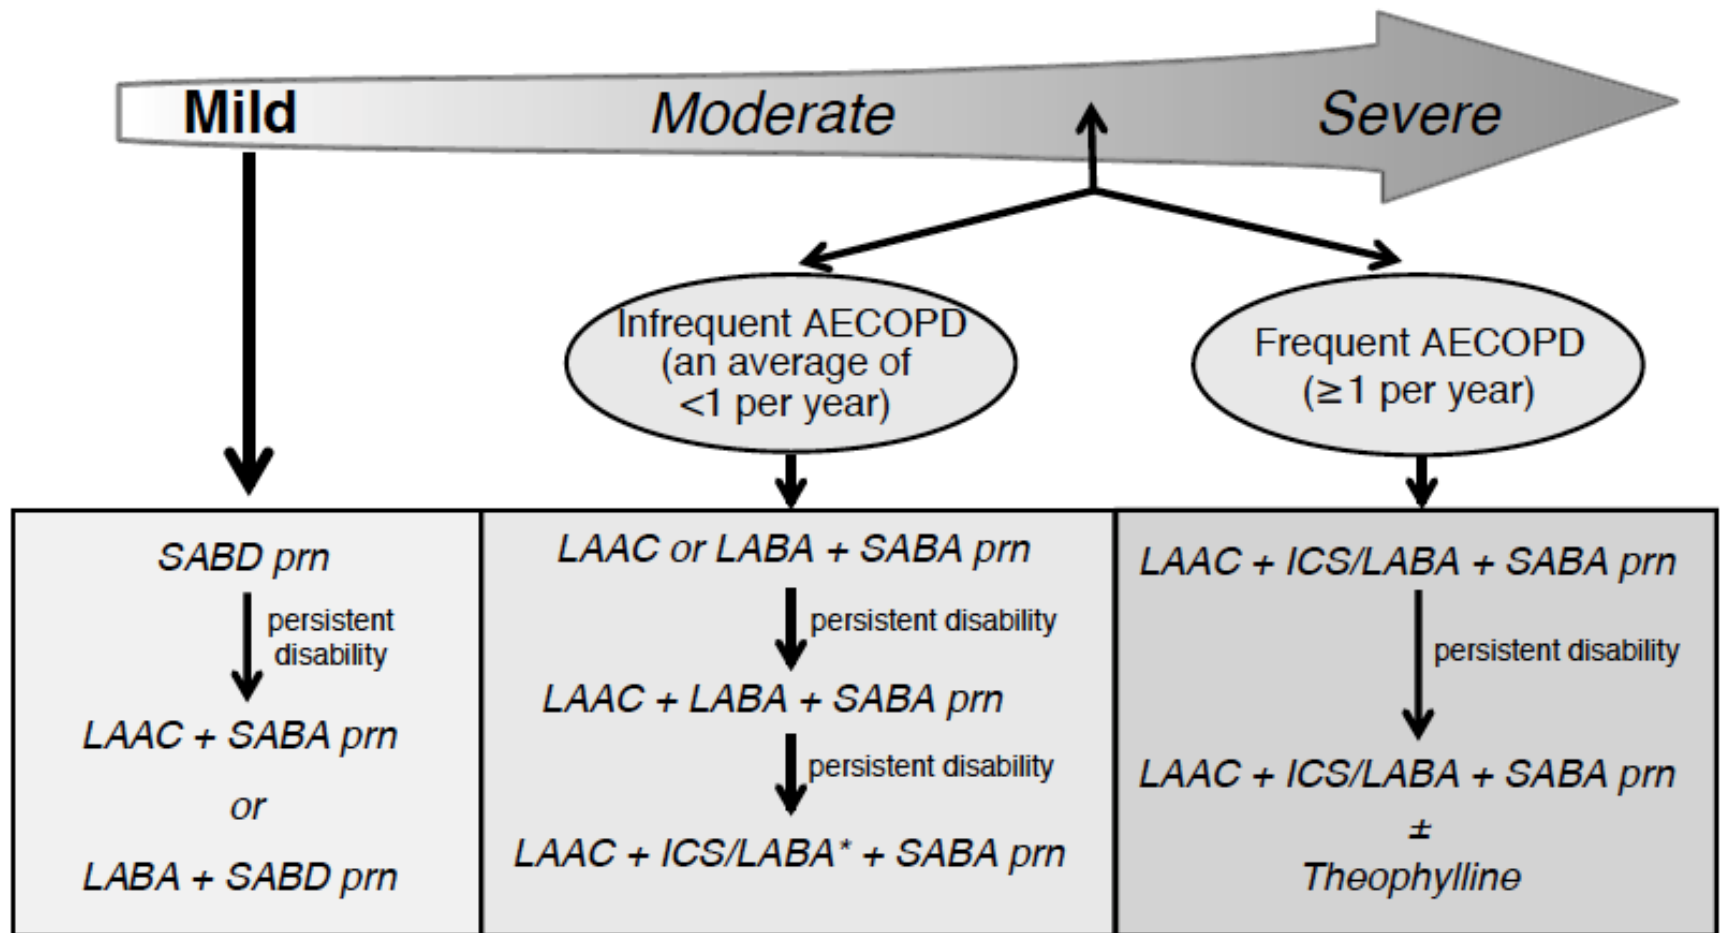 Mild
Moderate
Severe
Infrequent AECOPD
(an average of
<1 per year)
Frequent AECOPD
(≥1 per year)
SABD prn
persistent
disability
LAAC + SABA prn
or
LABA + SABD prn
LAAC or LABA + SABA prn
persistent disability
LAAC + LABA + SABA prn
persistent disability
LAAC + ICS/LABA* + SABA prn
LAAC + ICS/LABA + SABA prn
persistent disability
LAAC + ICS/LABA + SABA prn
±
Theophylline